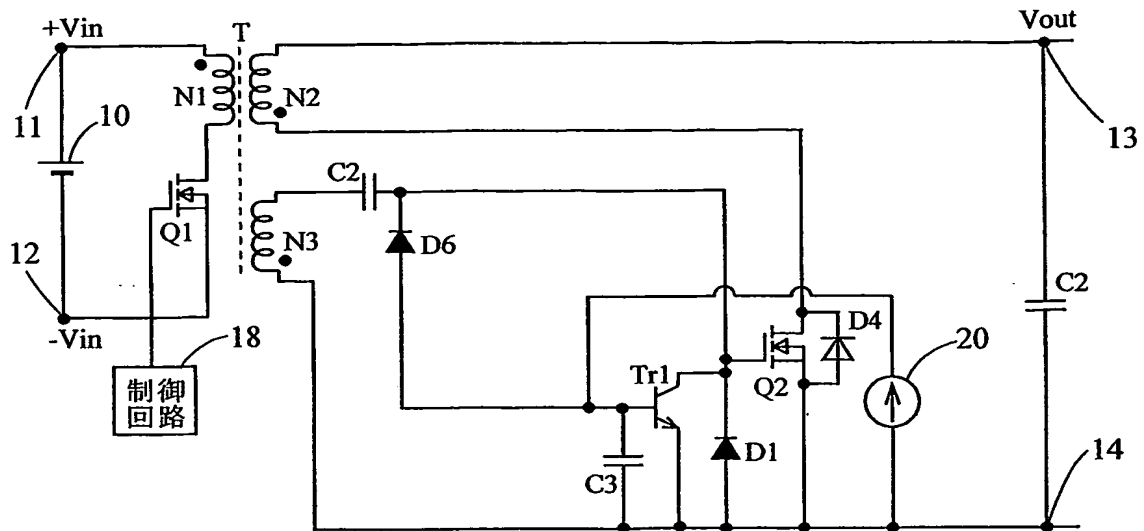 +Vin
T
Vout
11
10
N1
N2
13
C2
Q1
N3
D6
12
-Vin
18
C2
D4
20
制御
回路
Tr1
Q2
D1
C3
14